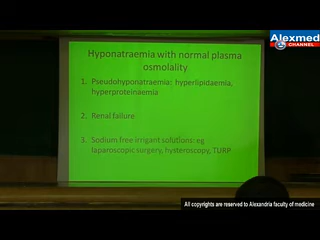 Alexmed
CHANNEL
Hyponatraemia with normal plasma
osmolality
1. Pseudohyponatraemia: hyperlipidaemia,
hyperproteinaemia
2. Renal failure
3. Sodium free irrigant solutions: eg
laparoscopic surgery, hysteroscopy, TURP
All copyrights are reserved to Alexandria faculty of medicine